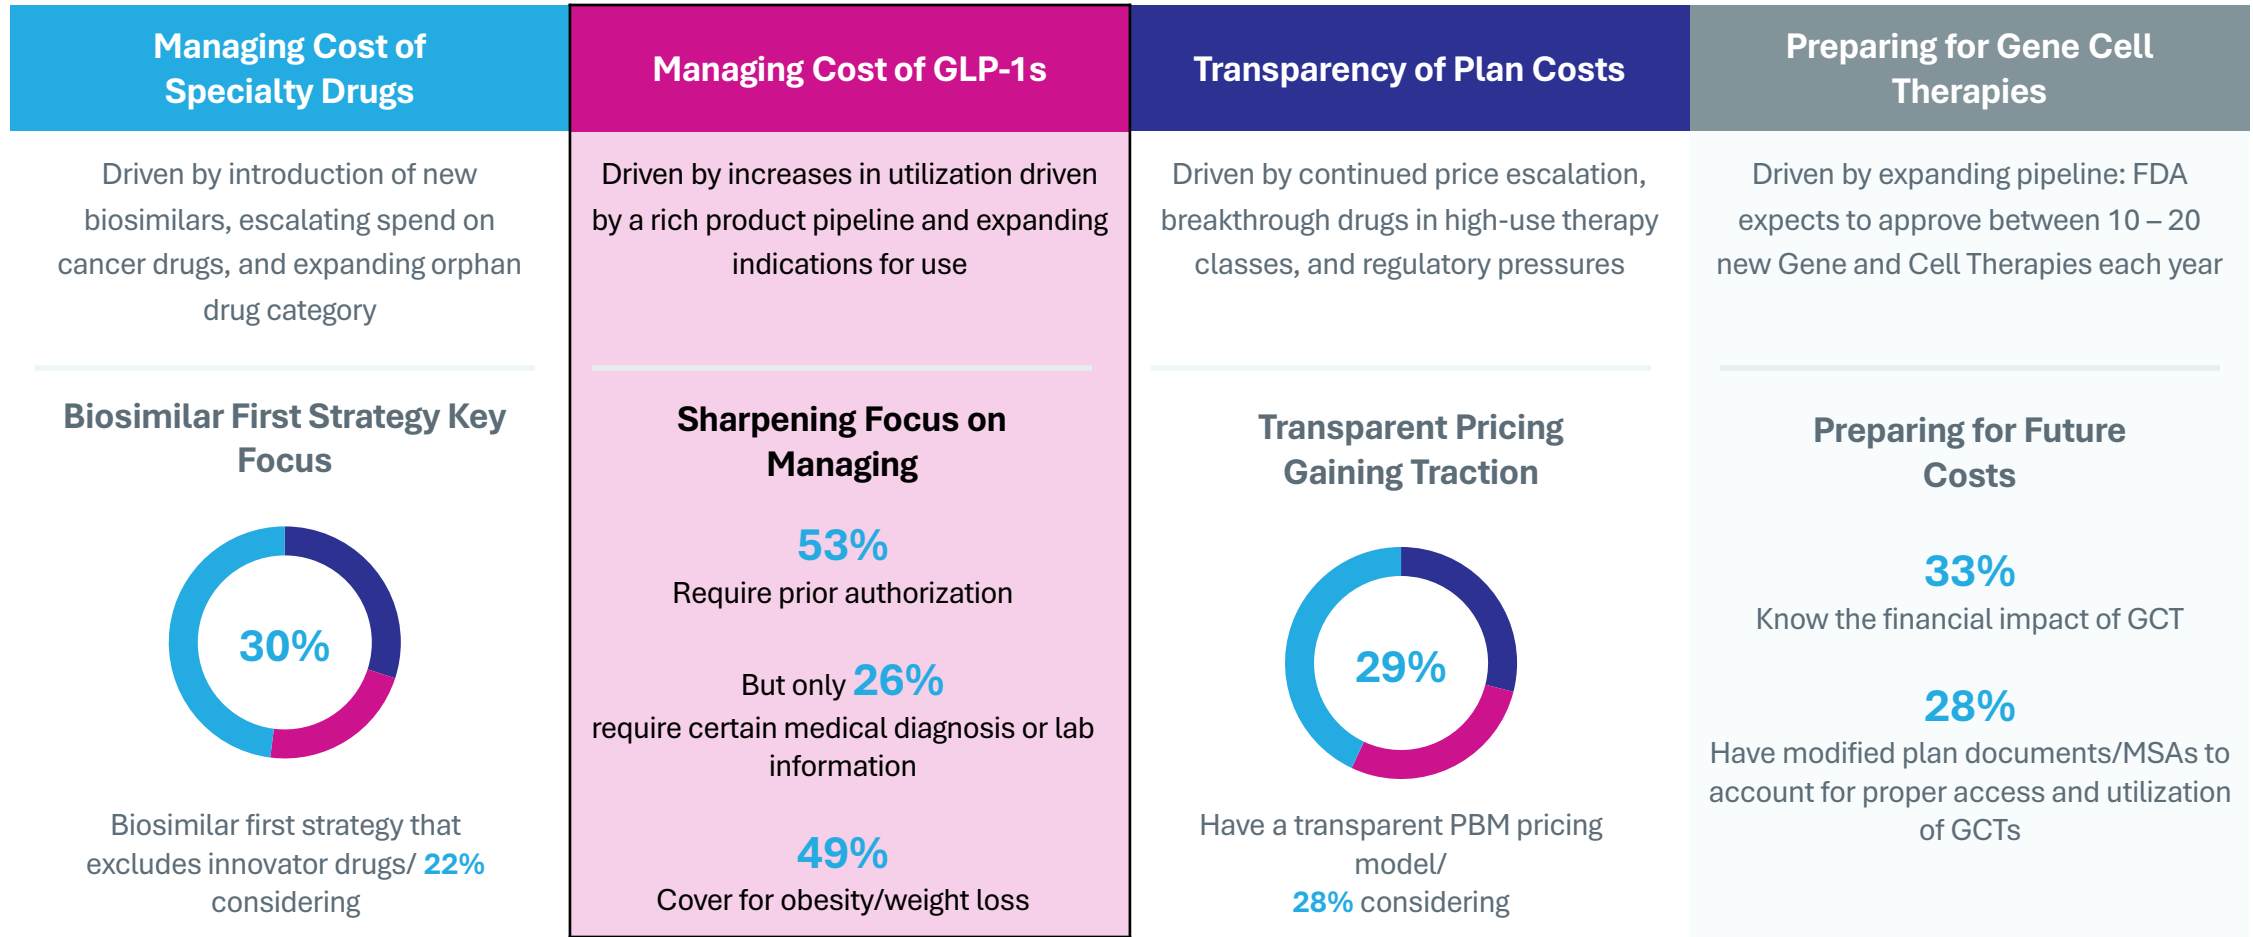 Managing Cost of
Specialty Drugs
Driven by introduction of new
biosimilars, escalating spend on
cancer drugs, and expanding orphan
drug category
Biosimilar First Strategy Key
Focus
30%
Biosimilar first strategy that
excludes innovator drugs/ 22%
considering
Managing Cost of GLP-1s
Driven by increases in utilization driven
by a rich product pipeline and expanding
indications for use
Sharpening Focus on
Managing
53%
Require prior authorization
But only 26%
require certain medical diagnosis or lab
information
49%
Cover for obesity/weight loss
Transparency of Plan Costs
Driven by continued price escalation,
breakthrough drugs in high-use therapy
classes, and regulatory pressures
Transparent Pricing
Gaining Traction
29%
Have a transparent PBM pricing
model/
28% considering
Preparing for Gene Cell
Therapies
Driven by expanding pipeline: FDA
expects to approve between 10 – 20
new Gene and Cell Therapies each year
Preparing for Future
Costs
33%
Know the financial impact of GCT
28%
Have modified plan documents/MSAs to
account for proper access and utilization
of GCTs